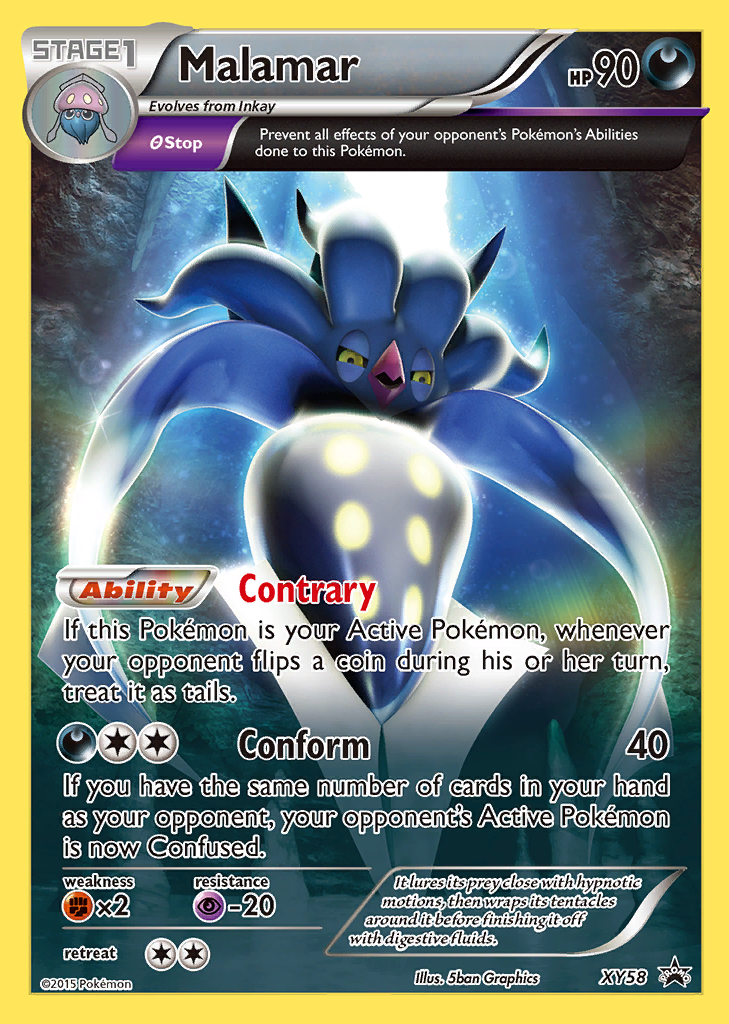 STAGE1
Malamar
HP90
Evolves from Inkay
θStop
Prevent all effects of your opponent's Pokémon's Abilities
done to this Pokémon.
Ability Contrary
If this Pokémon is your Active Pokémon, whenever
your opponent flips a coin during his or her turn,
treat it as tails.
Conform 40
If you have the same number of cards in your hand
as your opponent, your opponent's Active Pokémon
is now Confused.
weakness resistance
×2 -20
retreat
It lures its prey close with hypnotic
motions, then wraps its tentacles
around it before finishing it off
with digestive fluids.
©2015 Pokémon Illus. 5ban Graphics XY58 PROMO